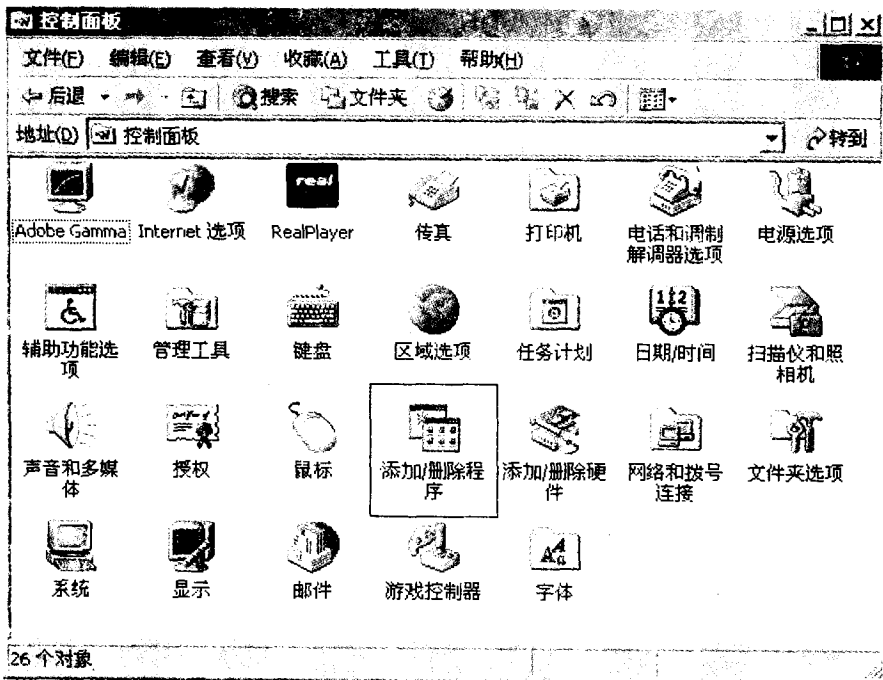 控制面板
文件(F) 编辑(E) 查看(V) 收藏(A) 工具(T) 帮助(H)
后退 搜索 文件夹
地址(D) 控制面板 转到
real
Adobe Gamma Internet 选项 RealPlayer 传真 打印机 电话和调制 电源选项
解调器选项
12
辅助功能选 管理工具 键盘 区域选项 任务计划 日期/时间 扫描仪和照
项 相机
声音和多媒 授权 鼠标 添加/删除程 添加/删除硬 网络和拨号 文件夹选项
体 序 件 连接
系统 显示 邮件 游戏控制器 字体
26 个对象